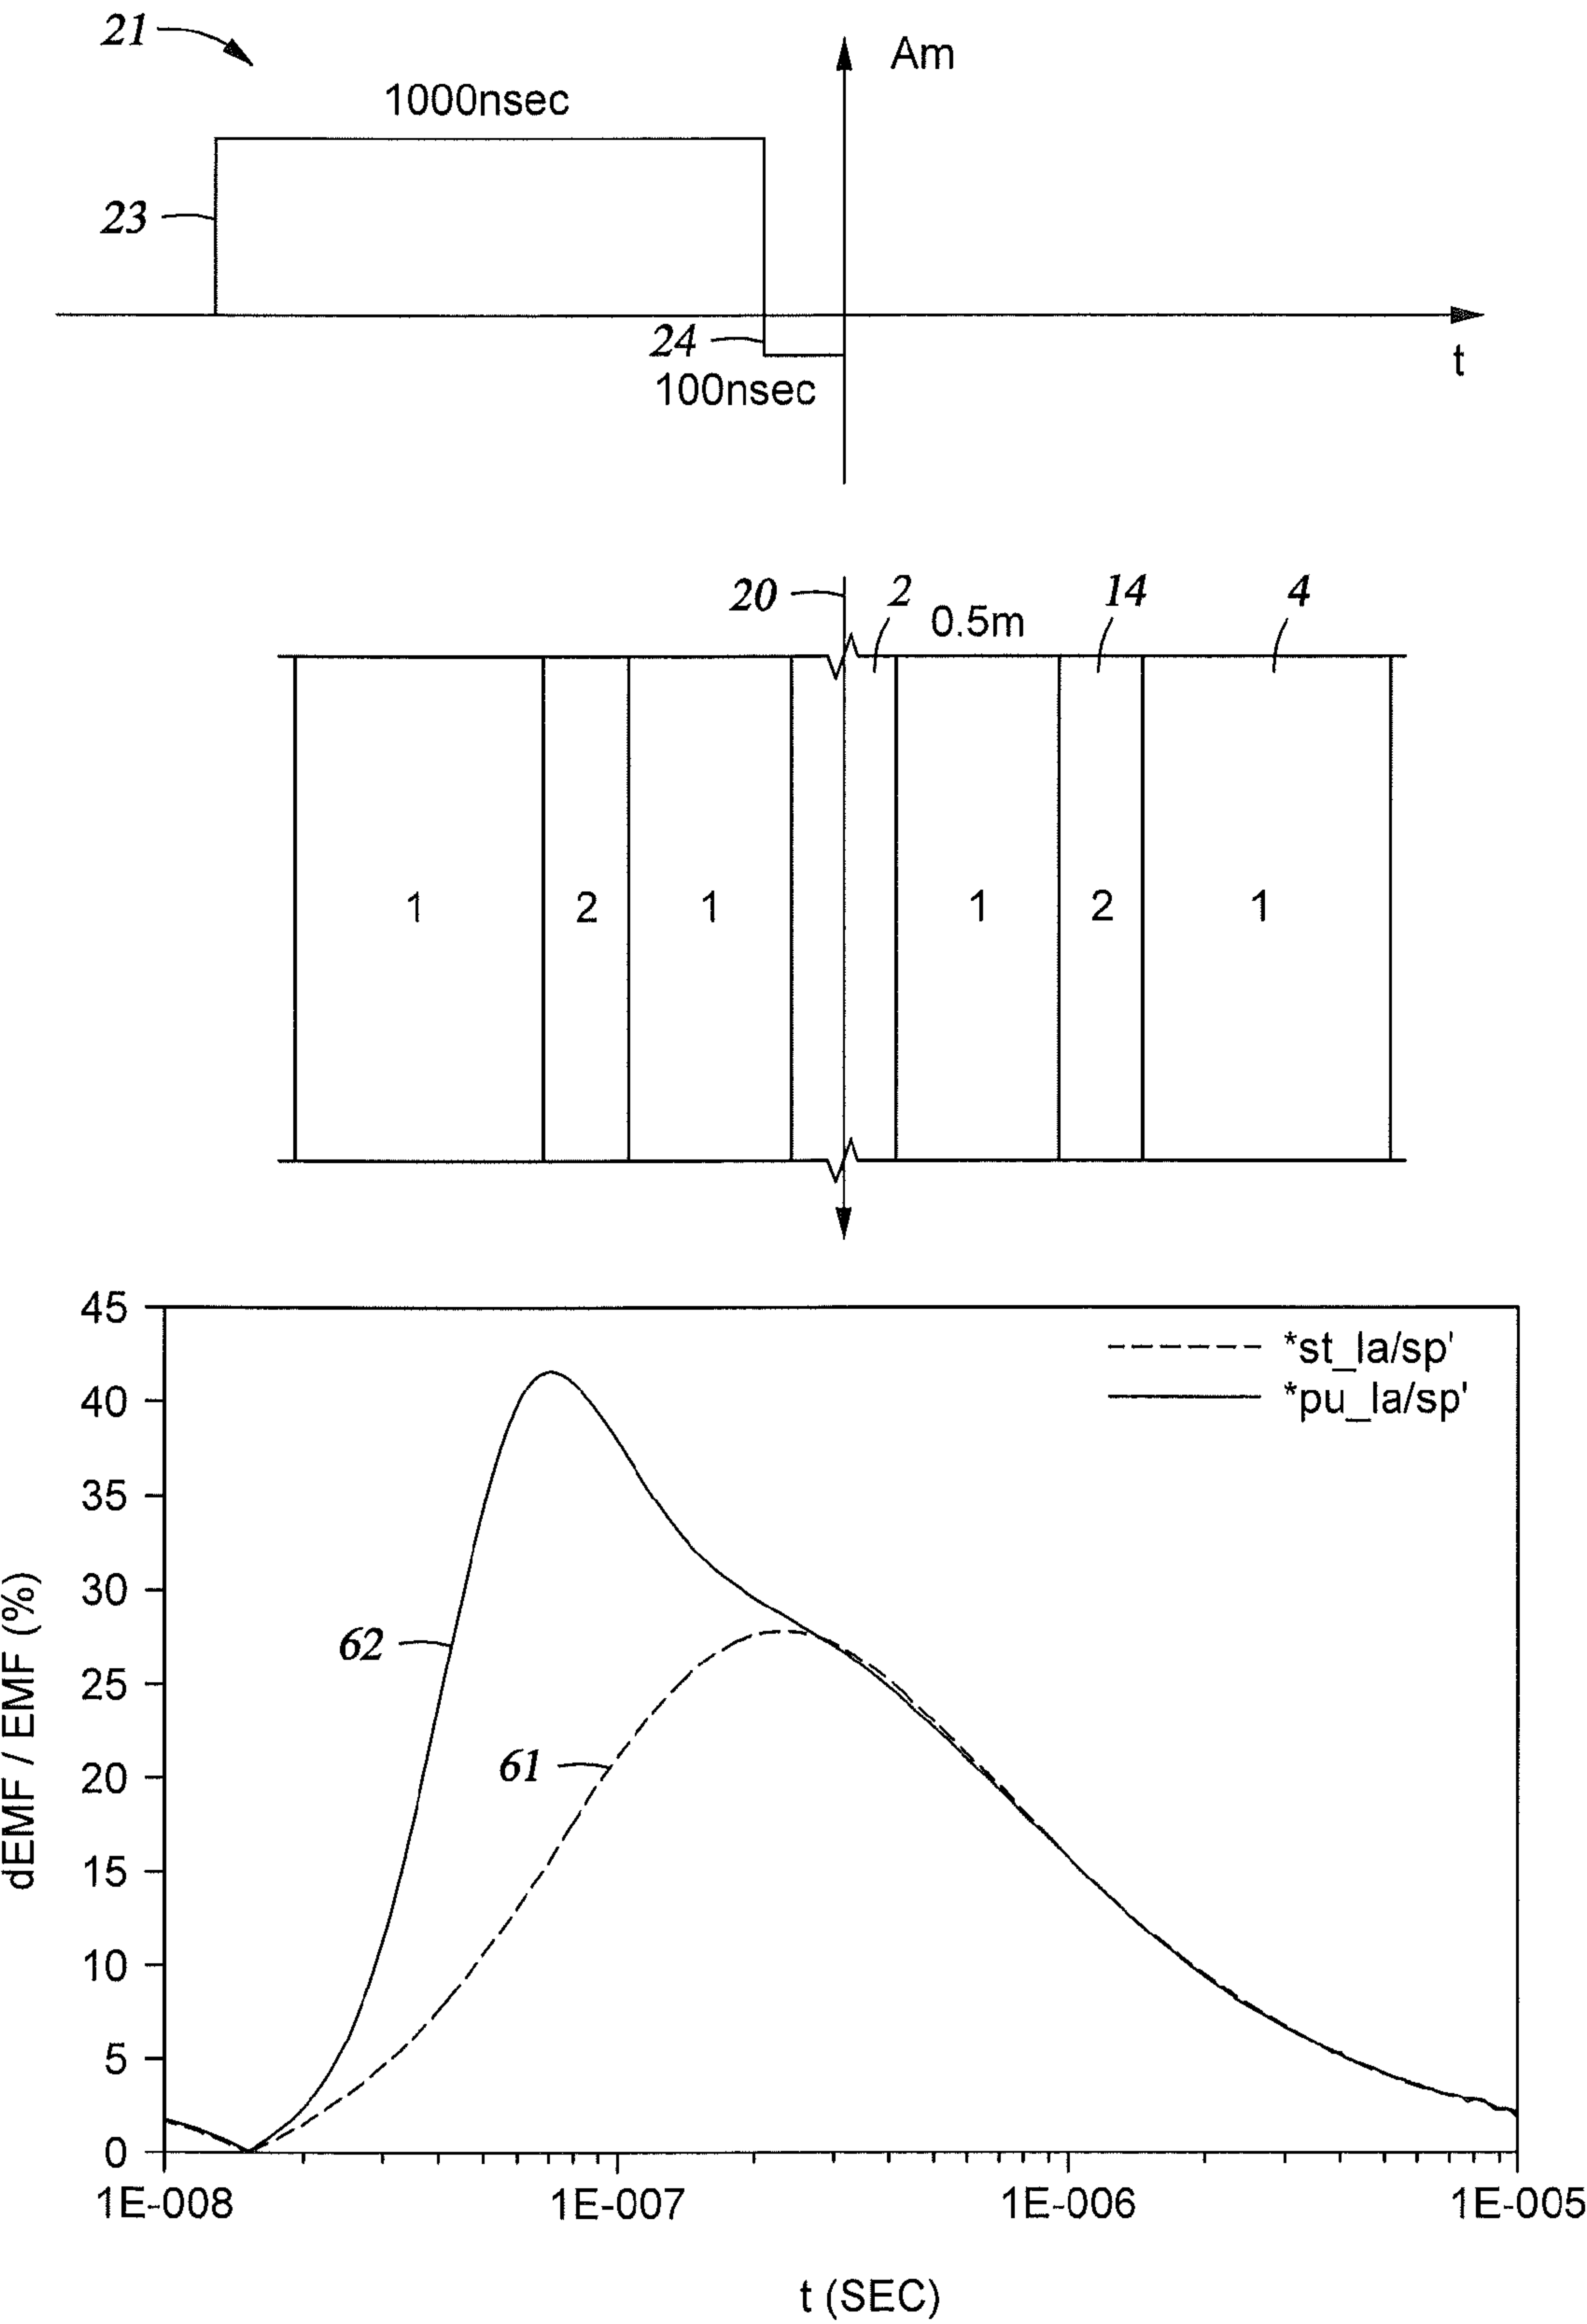 21
Am
1000nsec
23
24
t
100nsec
20
2
0.5m
14
4
1
2
1
1
2
1
45
40
35
30
25
20
15
10
5
0
dEMF / EMF (%)
*st_la/sp'
*pu_la/sp'
62
61
1E-008
1E-007
1E-006
1E-005
t (SEC)